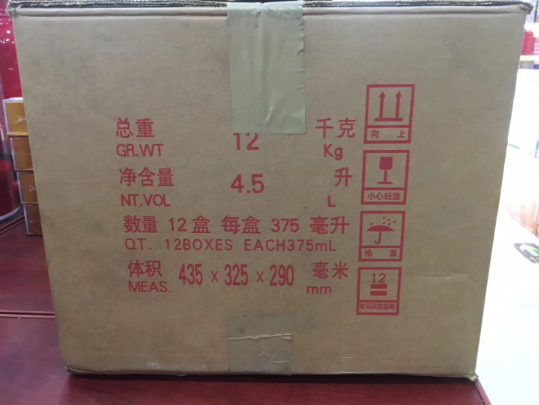 总重 12 千克
GR.WT Kg
净含量 4.5 升
NT.VOL L
数量 12盒 每盒 375 毫升
QT. 12BOXES EACH375mL
体积 435 x 325 x 290 毫米
MEAS. mm
向上
小心轻放
怕湿
12